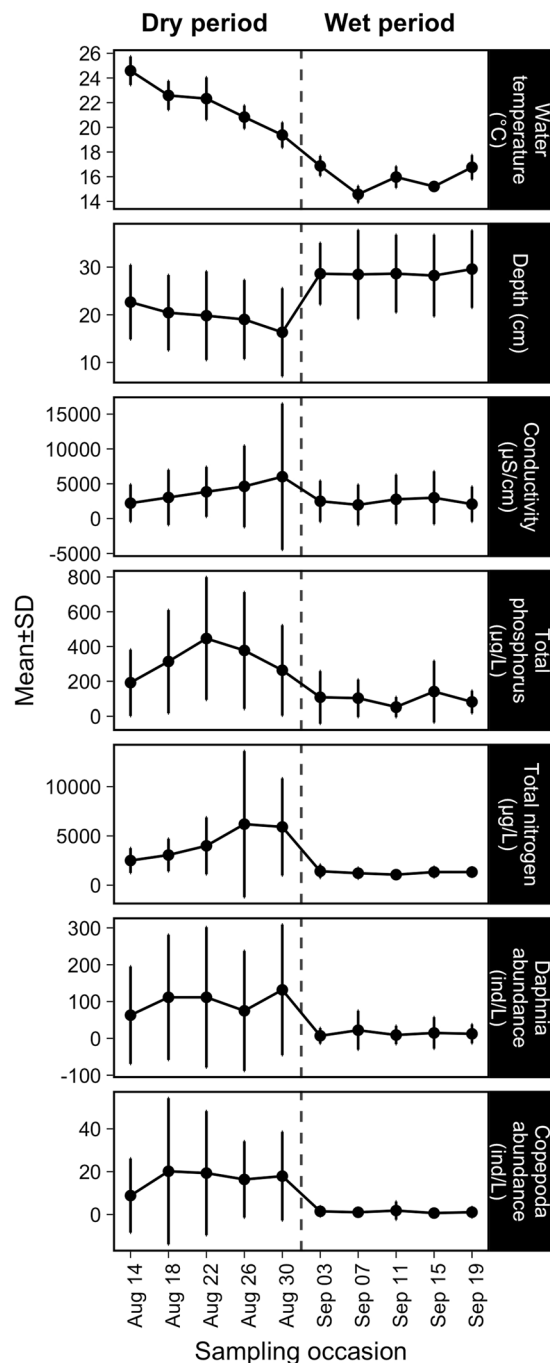 Dry period
Wet period
26
24
22
20
18
16
14
Water
temperature
(°C)
30
20
10
Depth (cm)
15000
10000
5000
0
-5000
Conductivity
(µS/cm)
800
600
400
200
0
Total
phosphorus
(µg/L)
10000
5000
0
Total nitrogen
(µg/L)
300
200
100
0
-100
Daphnia
abundance
(ind/L)
40
20
0
Copepoda
abundance
(ind/L)
Mean±SD
Aug 14
Aug 18
Aug 22
Aug 26
Aug 30
Sep 03
Sep 07
Sep 11
Sep 15
Sep 19
Sampling occasion